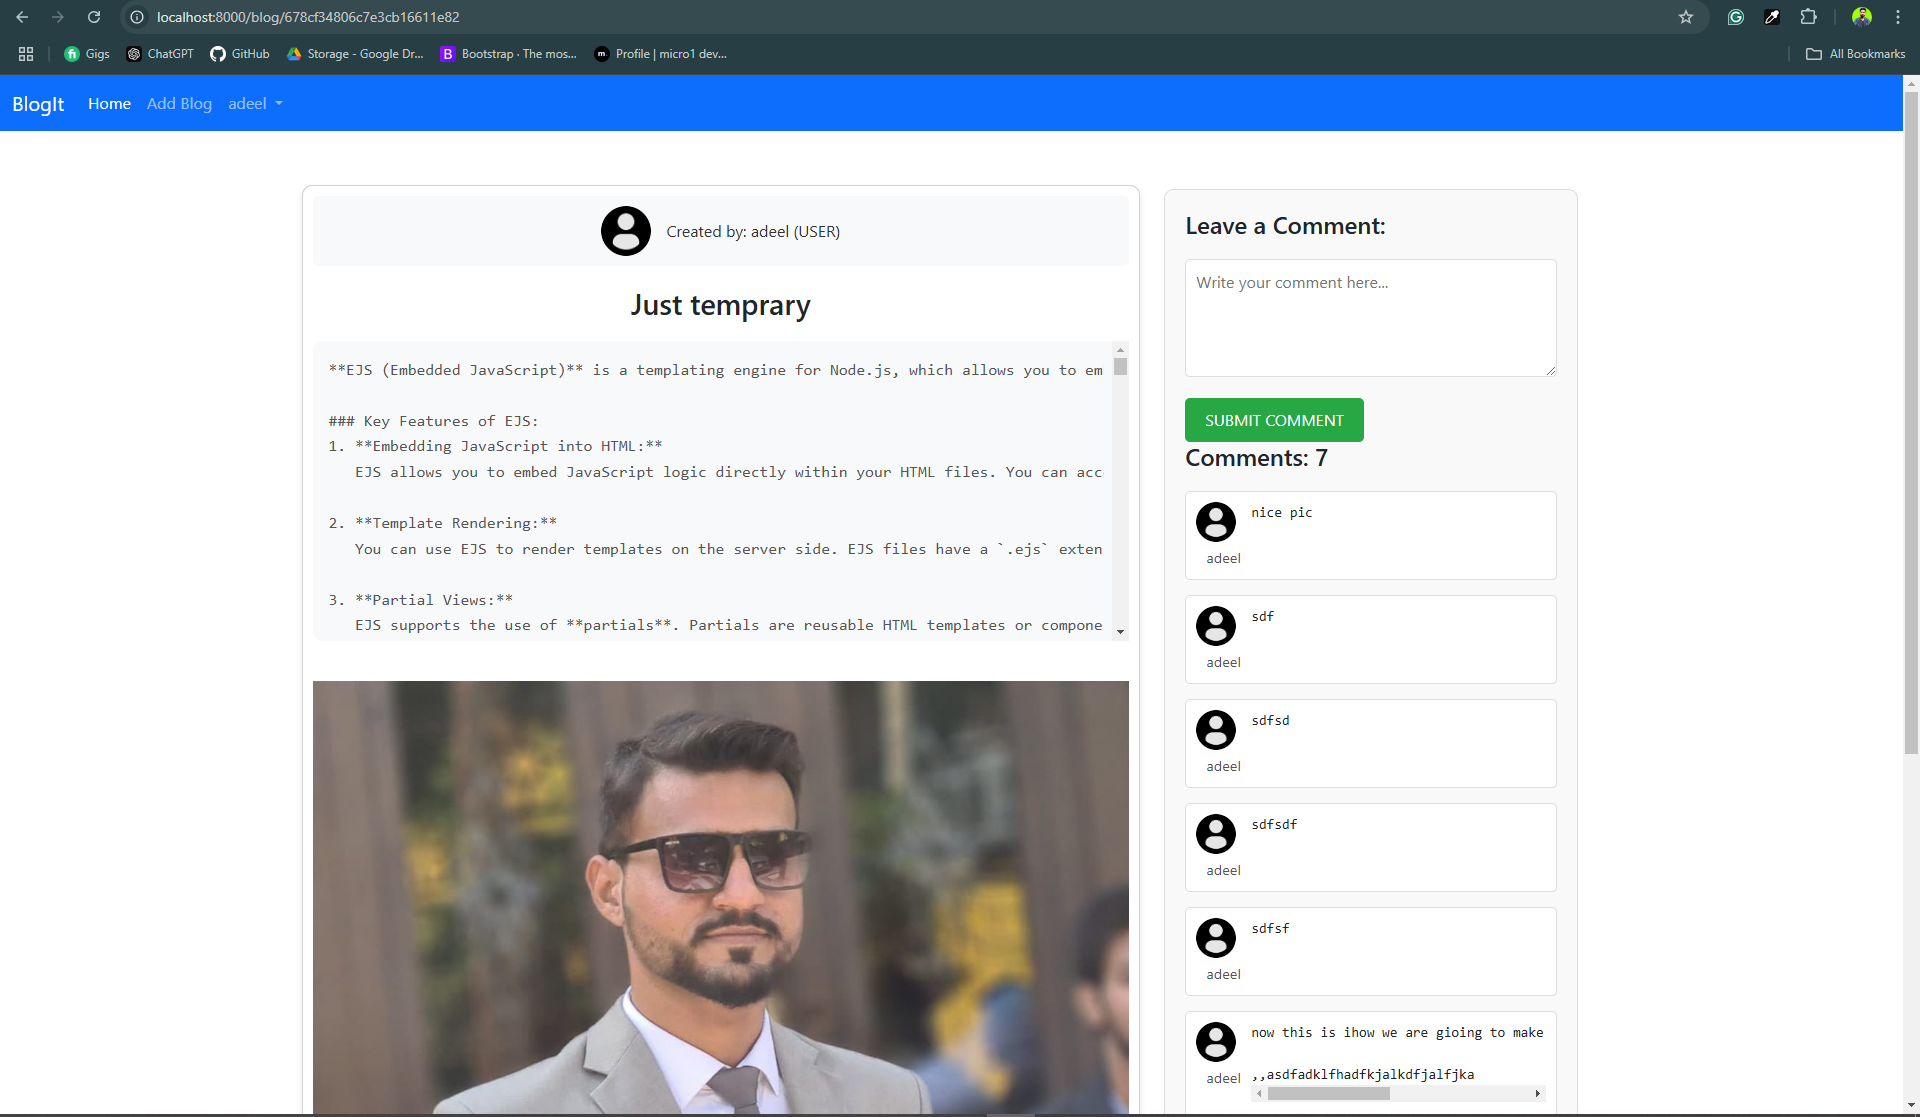 localhost:8000/blog/678cf34806c7e3cb16611e82
Gigs
ChatGPT
GitHub
Storage - Google Dr...
Bootstrap · The mos...
Profile | micro1 dev...
All Bookmarks
BlogIt
Home
Add Blog
adeel
Created by: adeel (USER)
Just temprary
**EJS (Embedded JavaScript)** is a templating engine for Node.js, which allows you to em
### Key Features of EJS:
1. **Embedding JavaScript into HTML:**
EJS allows you to embed JavaScript logic directly within your HTML files. You can acc
2. **Template Rendering:**
You can use EJS to render templates on the server side. EJS files have a `.ejs` exten
3. **Partial Views:**
EJS supports the use of **partials**. Partials are reusable HTML templates or compone
Leave a Comment:
Write your comment here...
SUBMIT COMMENT
Comments: 7
nice pic
adeel
sdf
adeel
sdfsd
adeel
sdfsdf
adeel
sdfsf
adeel
now this is ihow we are gioing to make
,,asdfadklfhadfkjalkdfjalfjka
adeel